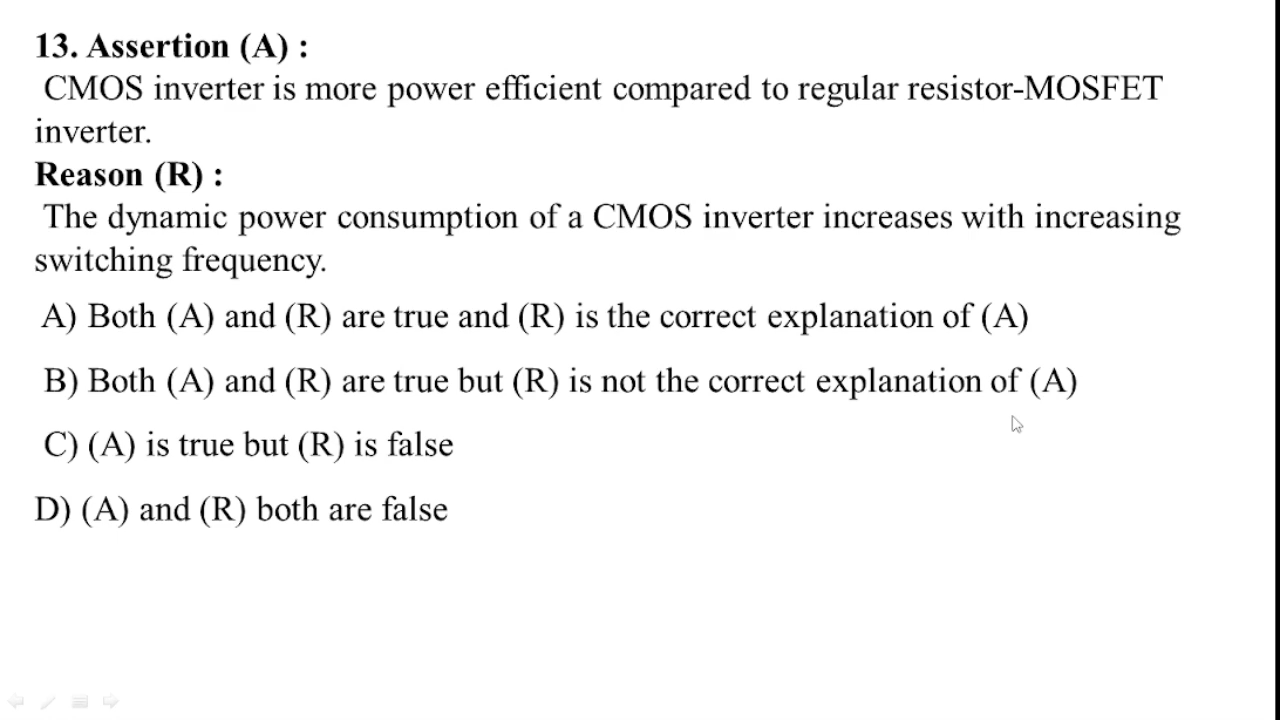 13. Assertion (A) :
CMOS inverter is more power efficient compared to regular resistor-MOSFET
inverter.
Reason (R) :
The dynamic power consumption of a CMOS inverter increases with increasing
switching frequency.
A) Both (A) and (R) are true and (R) is the correct explanation of (A)
B) Both (A) and (R) are true but (R) is not the correct explanation of (A)
C) (A) is true but (R) is false
D) (A) and (R) both are false